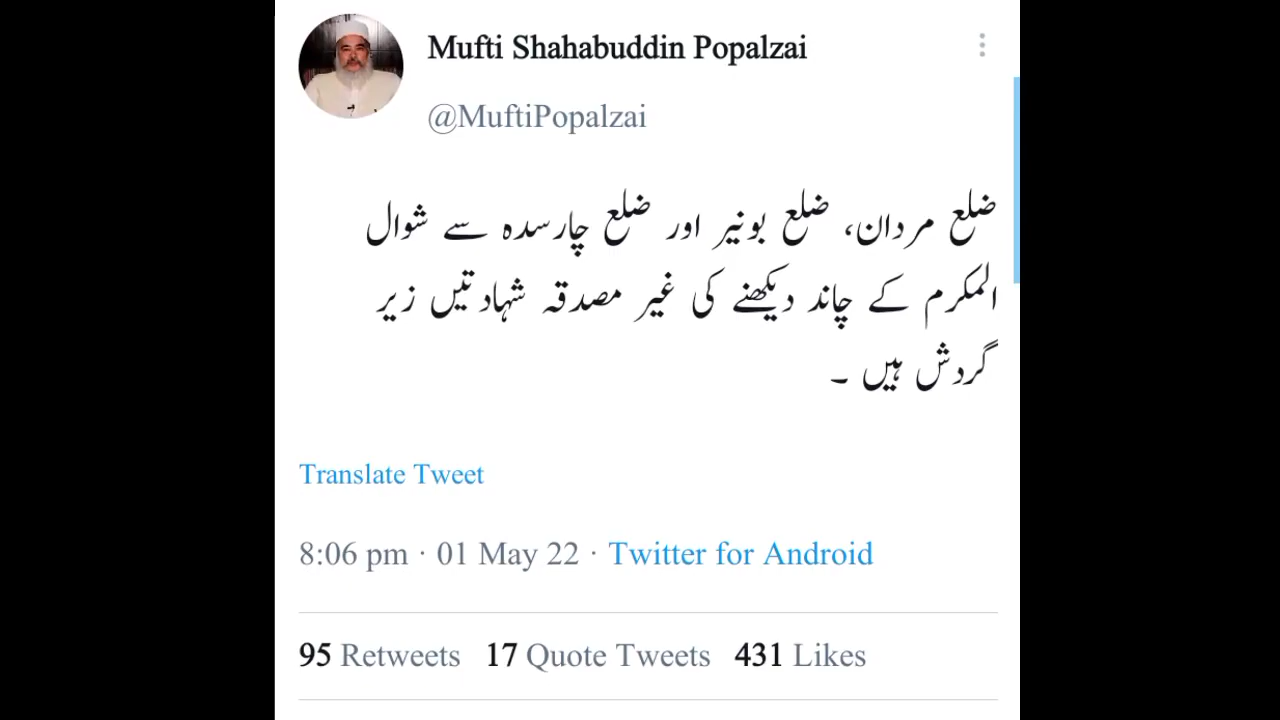 Mufti Shahabuddin Popalzai
@MuftiPopalzai
ضلع مردان، ضلع بونیر اور ضلع چارسدہ سے شوال
المکرم کے چاند دیکھنے کی غیر مصدقہ شہادتیں زیر
گردش ہیں ۔
Translate Tweet
8:06 pm · 01 May 22 · Twitter for Android
95 Retweets 17 Quote Tweets 431 Likes